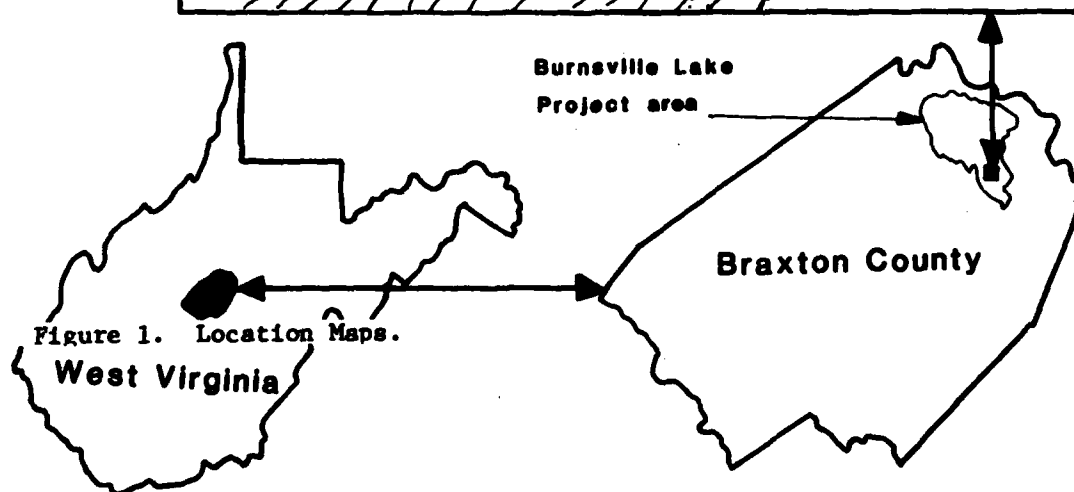 Burnsville Lake
Project area
Braxton County
Figure 1. Location Maps.
West Virginia